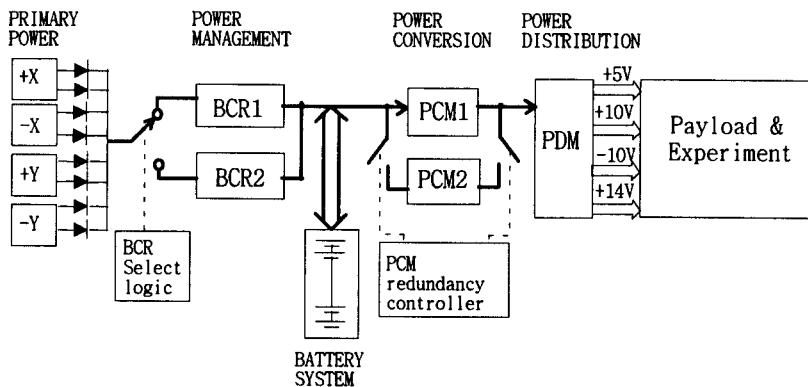 PRIMARY
POWER
POWER
MANAGEMENT
POWER
CONVERSION
POWER
DISTRIBUTION
+X
-X
+Y
-Y
BCR1
BCR2
BCR
Select
logic
BATTERY
SYSTEM
PCM1
PCM2
PCM
redundancy
controller
PDM
+5V
+10V
-10V
+14V
Payload &
Experiment